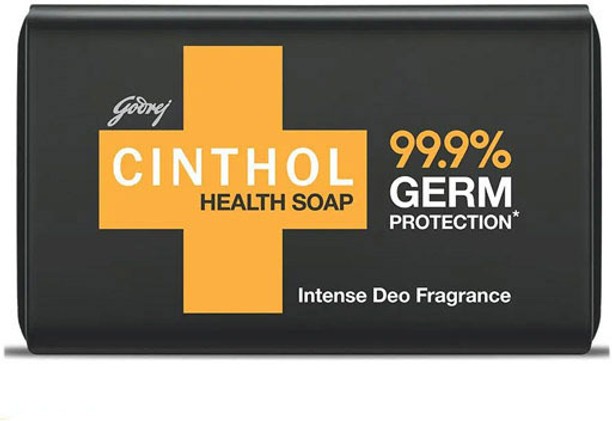 Godrej
CINTHOL
HEALTH SOAP
99.9%
GERM
PROTECTION*
Intense Deo Fragrance